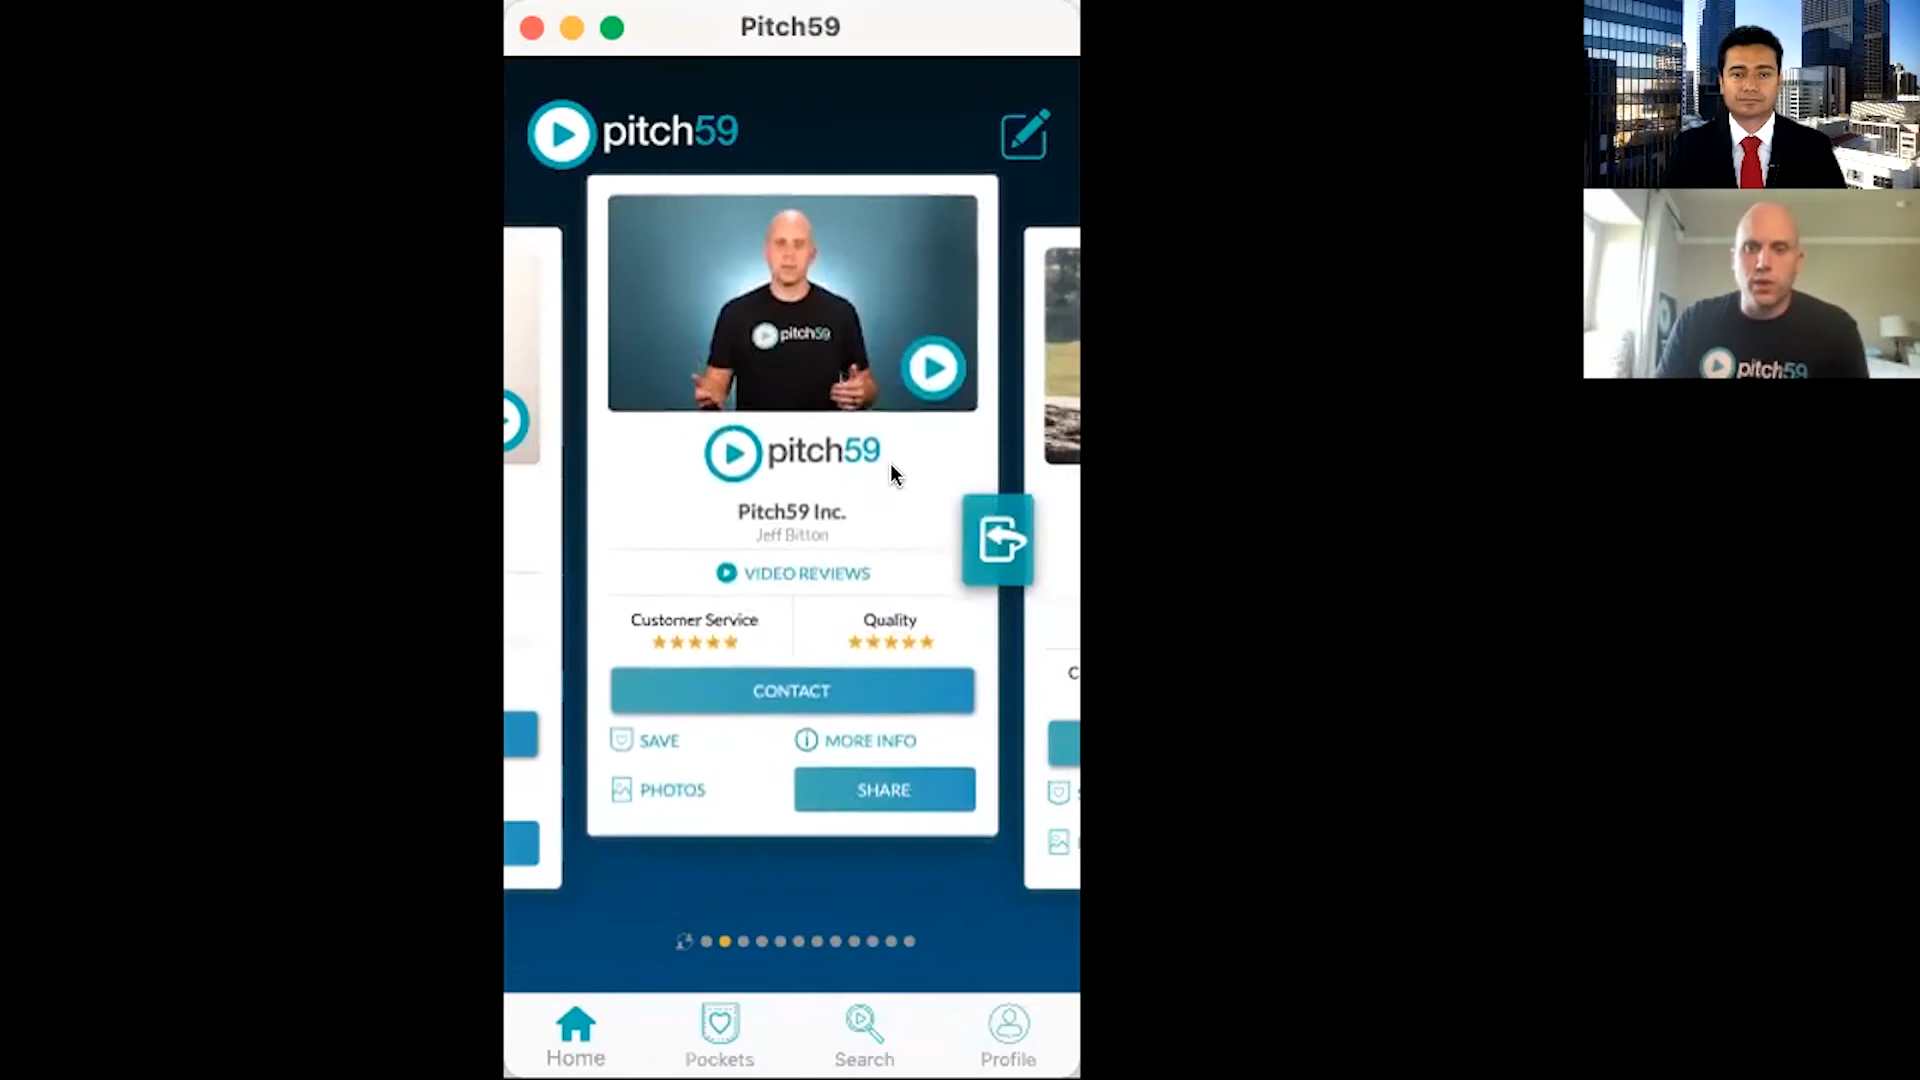 Pitch59
pitch59
pitch59
pitch59
Pitch59 Inc.
Jeff Bitton
VIDEO REVIEWS
Customer Service
Quality
CONTACT
SAVE
MORE INFO
PHOTOS
SHARE
C
Home
Pockets
Search
Profile
pitch59